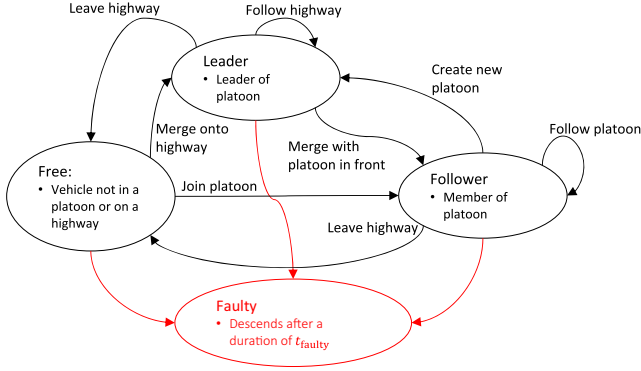 Leave highway
Follow highway
Leader
• Leader of
platoon
Create new
platoon
Merge onto
highway
Merge with
platoon in front
Follow platoon
Free:
• Vehicle not in a
platoon or on a
highway
Join platoon
Follower
• Member of
platoon
Leave highway
Faulty
• Descends after a
duration of t_faulty